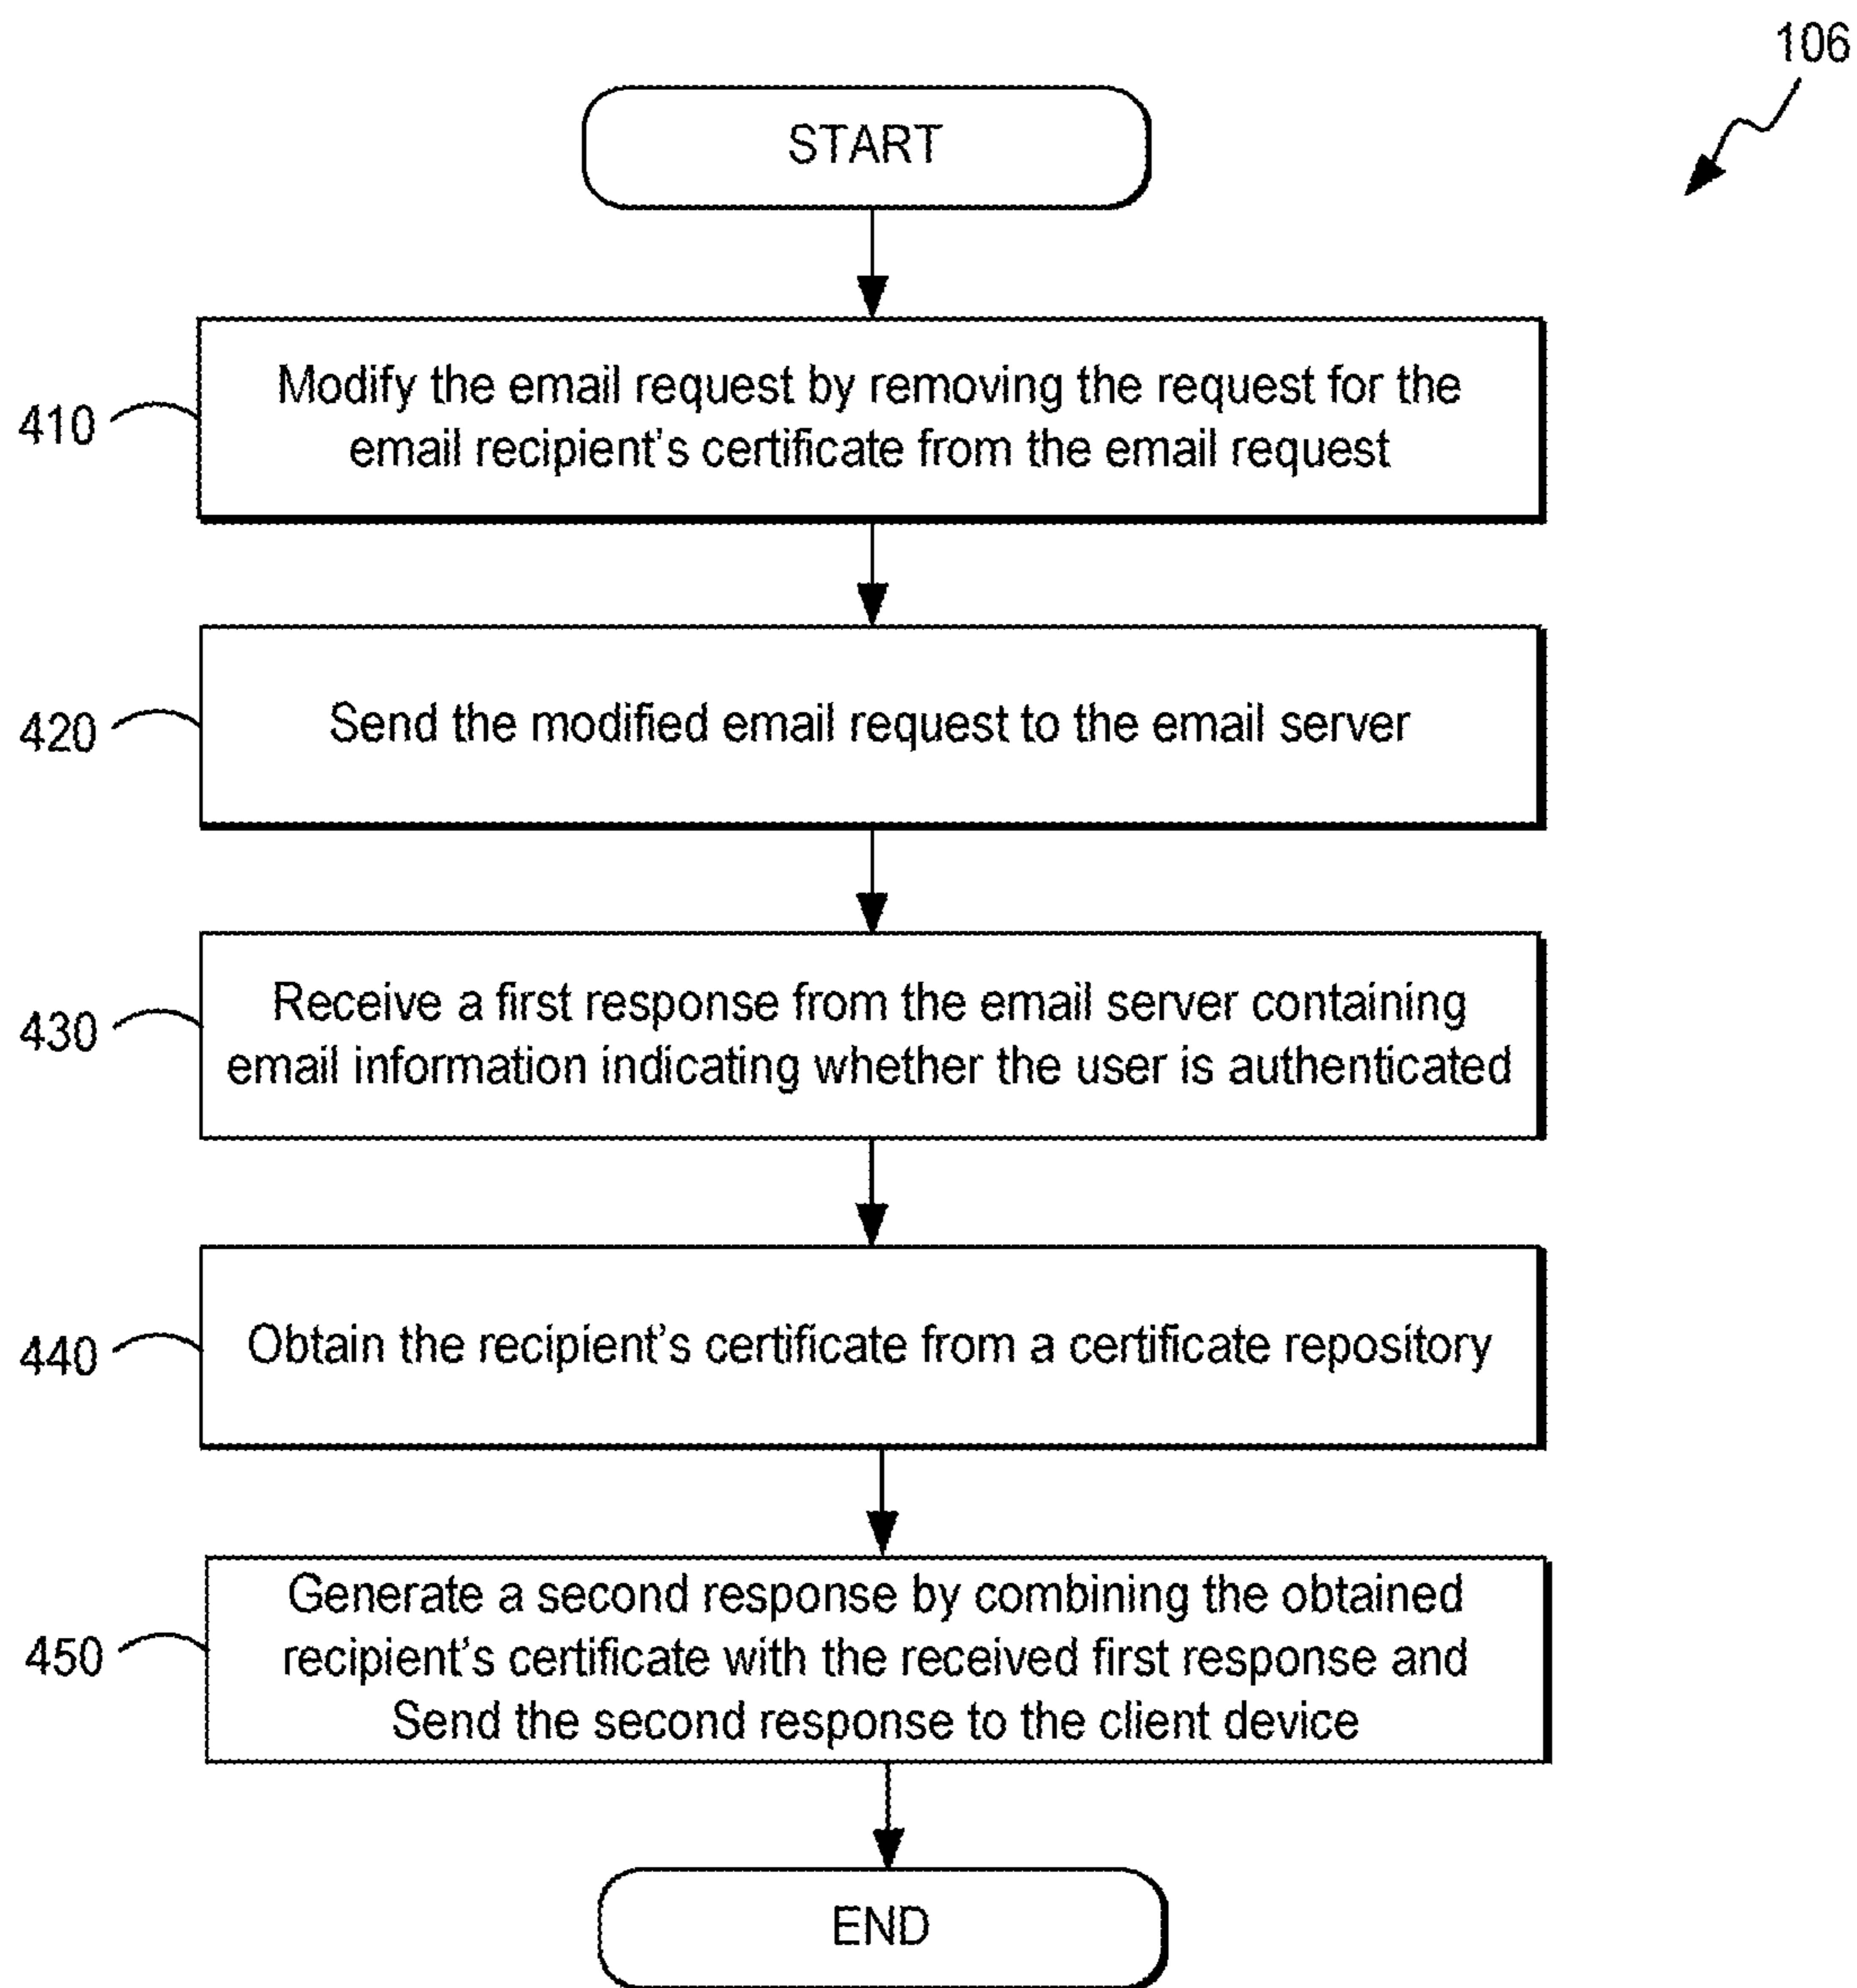 106
START
410
Modify the email request by removing the request for the
email recipient's certificate from the email request
420
Send the modified email request to the email server
430
Receive a first response from the email server containing
email information indicating whether the user is authenticated
440
Obtain the recipient's certificate from a certificate repository
450
Generate a second response by combining the obtained
recipient's certificate with the received first response and
Send the second response to the client device
END